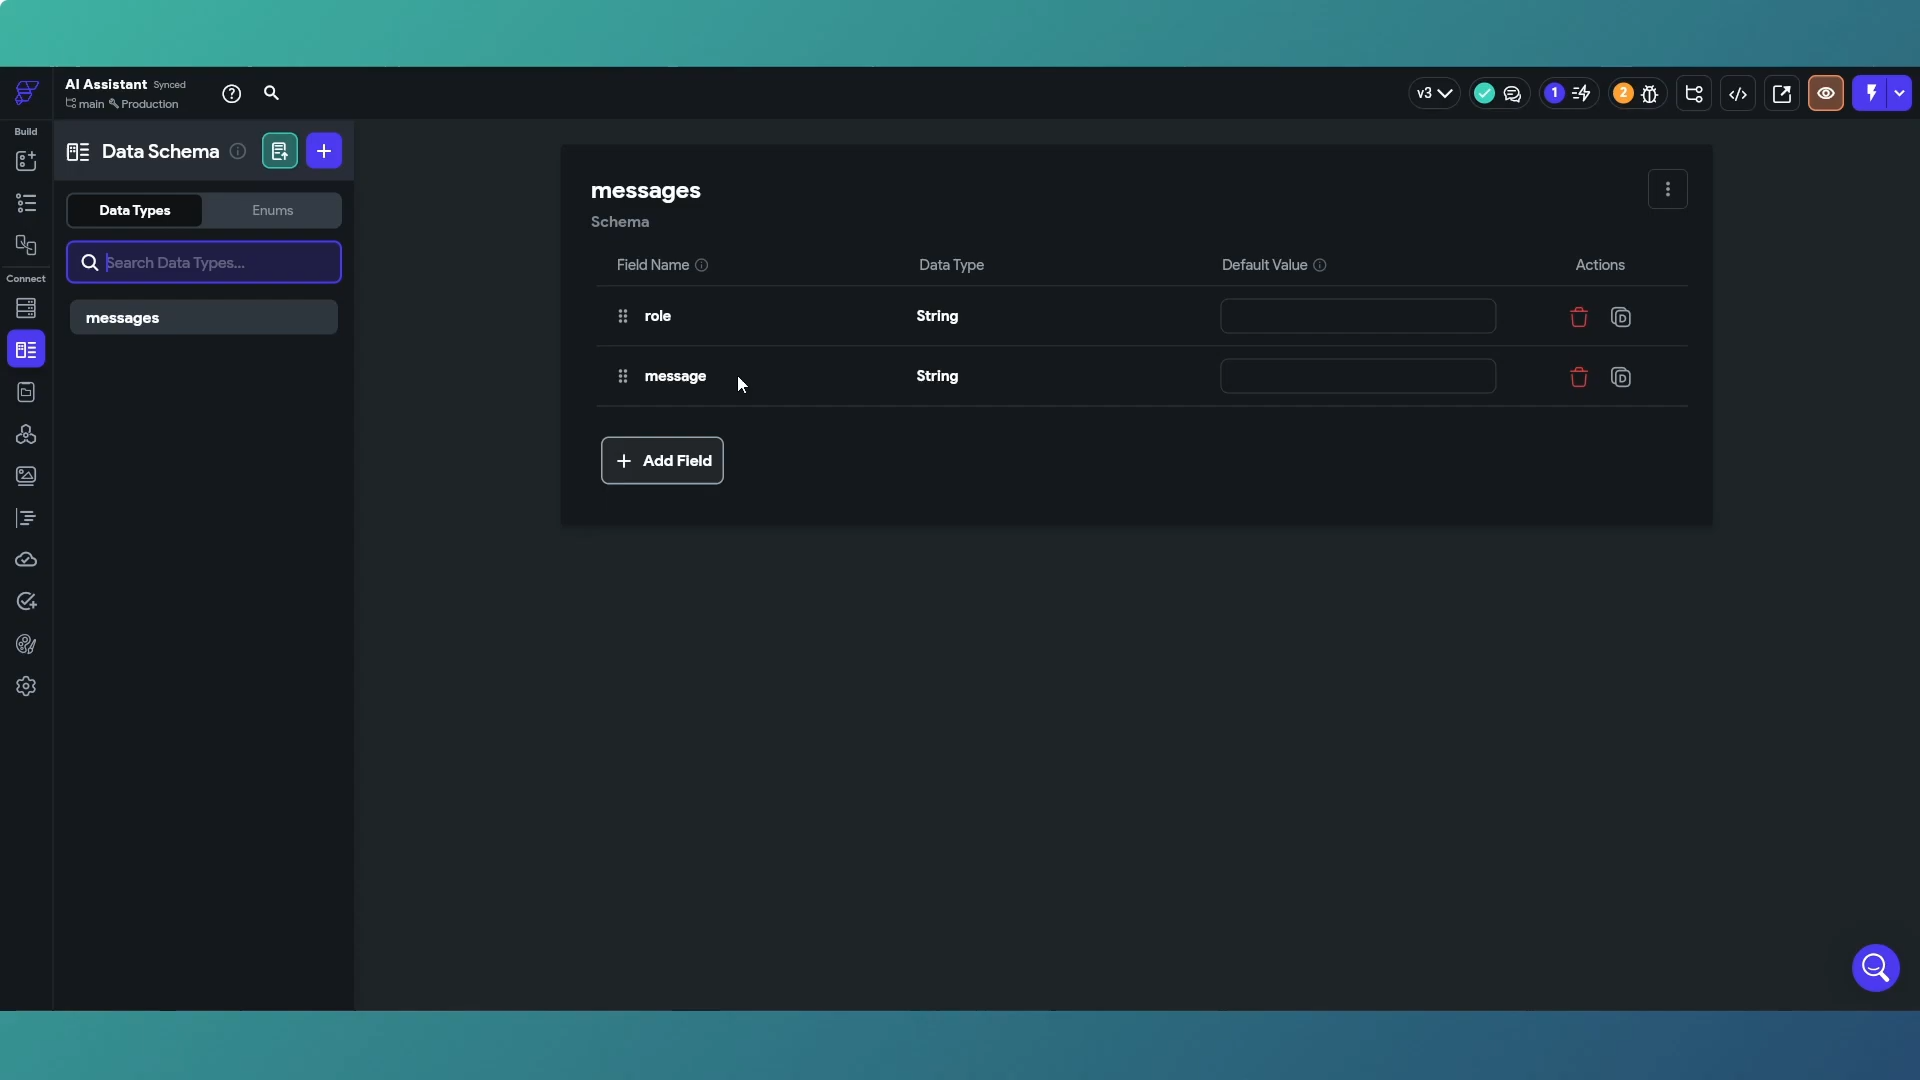 AI Assistant Synced
main Production
v3
1
2
Build
Connect
Data Schema
Data Types
Enums
Search Data Types...
messages
messages
Schema
Field Name
Data Type
Default Value
Actions
role
String
message
String
+ Add Field